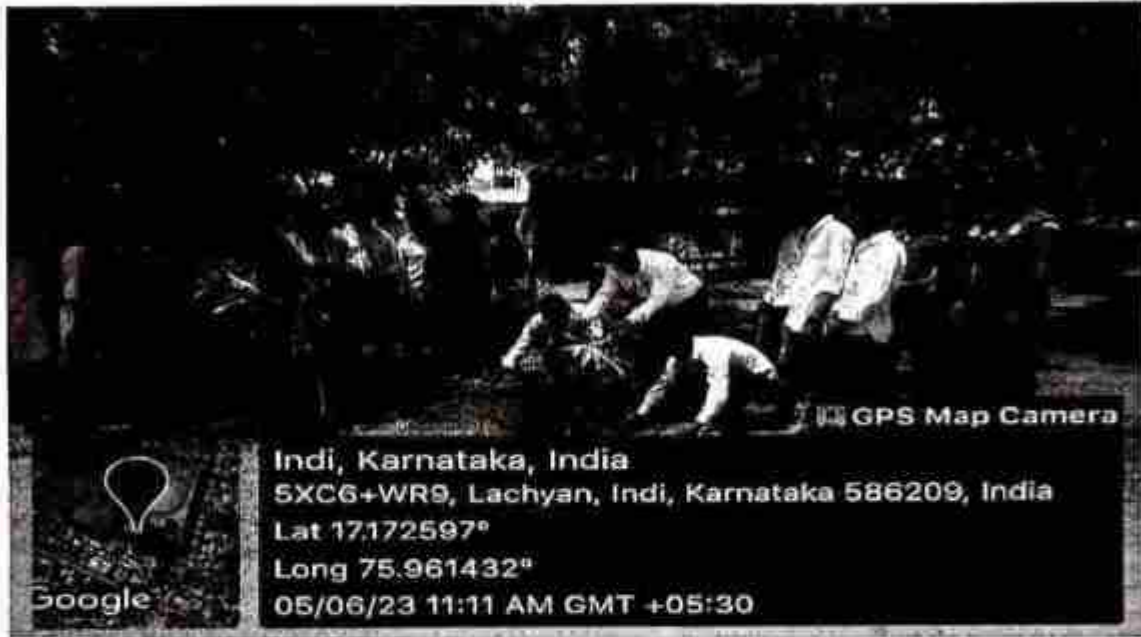 GPS Map Camera
Indi, Karnataka, India
5XC6+WR9, Lachyan, Indi, Karnataka 586209, India
Lat 17.172597°
Long 75.961432°
05/06/23 11:11 AM GMT +05:30
Google